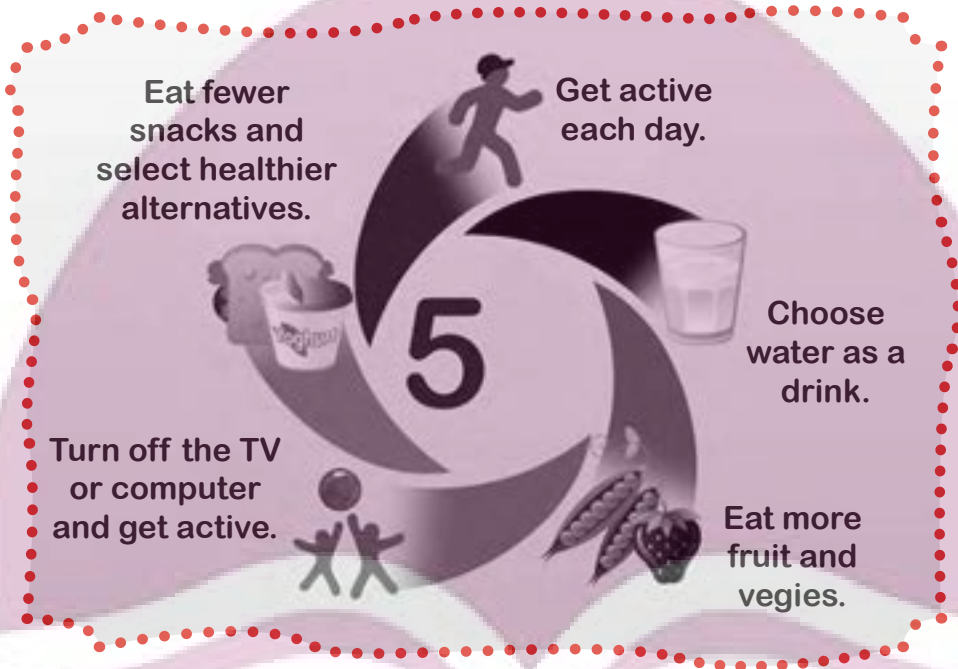 Eat fewer
snacks and
select healthier
alternatives.
Get active
each day.
5
Yoghurt
Choose
water as a
drink.
Turn off the TV
or computer
and get active.
Eat more
fruit and
vegies.